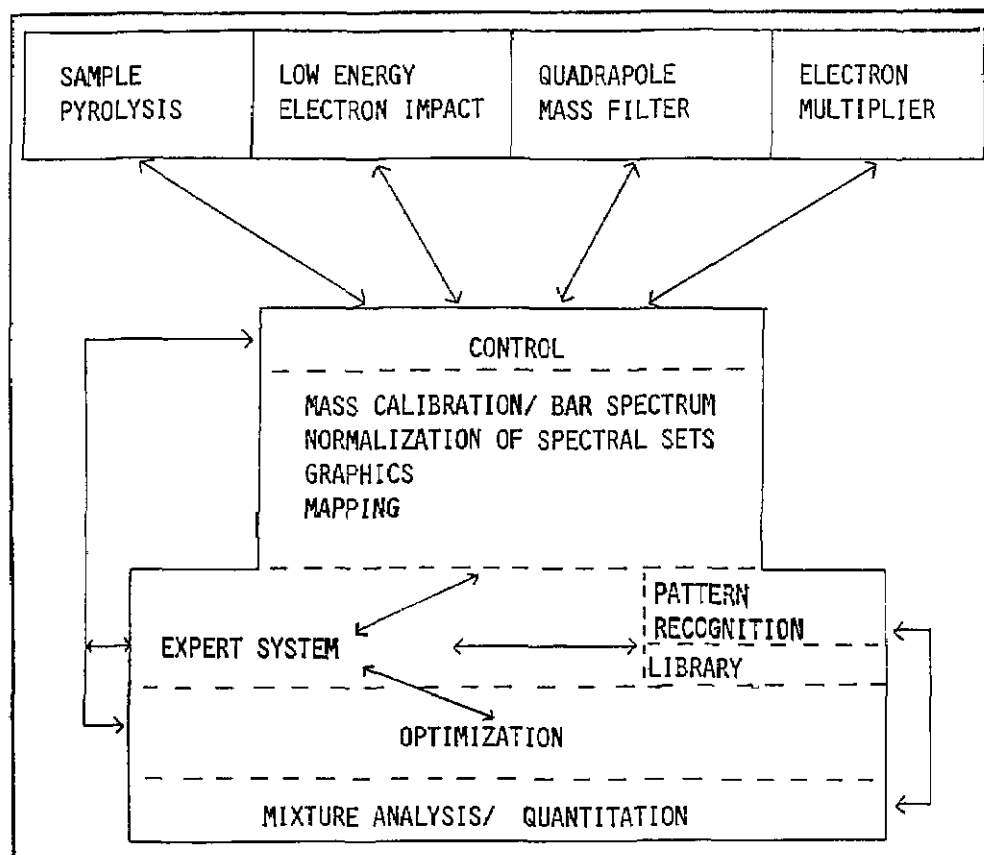 SAMPLE
PYROLYSIS
LOW ENERGY
ELECTRON IMPACT
QUADRAPOLE
MASS FILTER
ELECTRON
MULTIPLIER
CONTROL
MASS CALIBRATION/ BAR SPECTRUM
NORMALIZATION OF SPECTRAL SETS
GRAPHICS
MAPPING
EXPERT SYSTEM
PATTERN
RECOGNITION
LIBRARY
OPTIMIZATION
MIXTURE ANALYSIS/ QUANTITATION